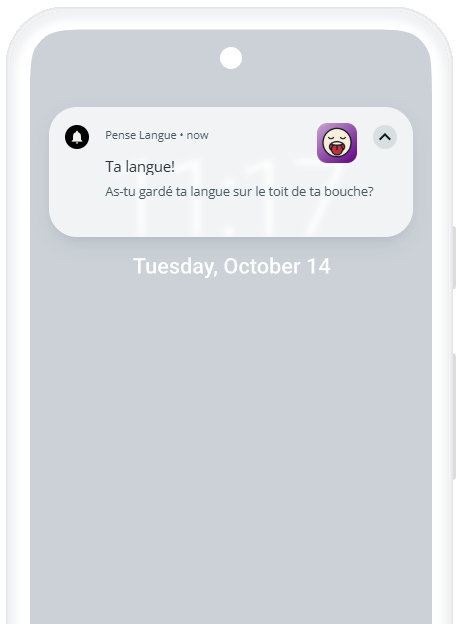 Pense Langue • now
Ta langue!
As-tu gardé ta langue sur le toit de ta bouche?
11:17
Tuesday, October 14